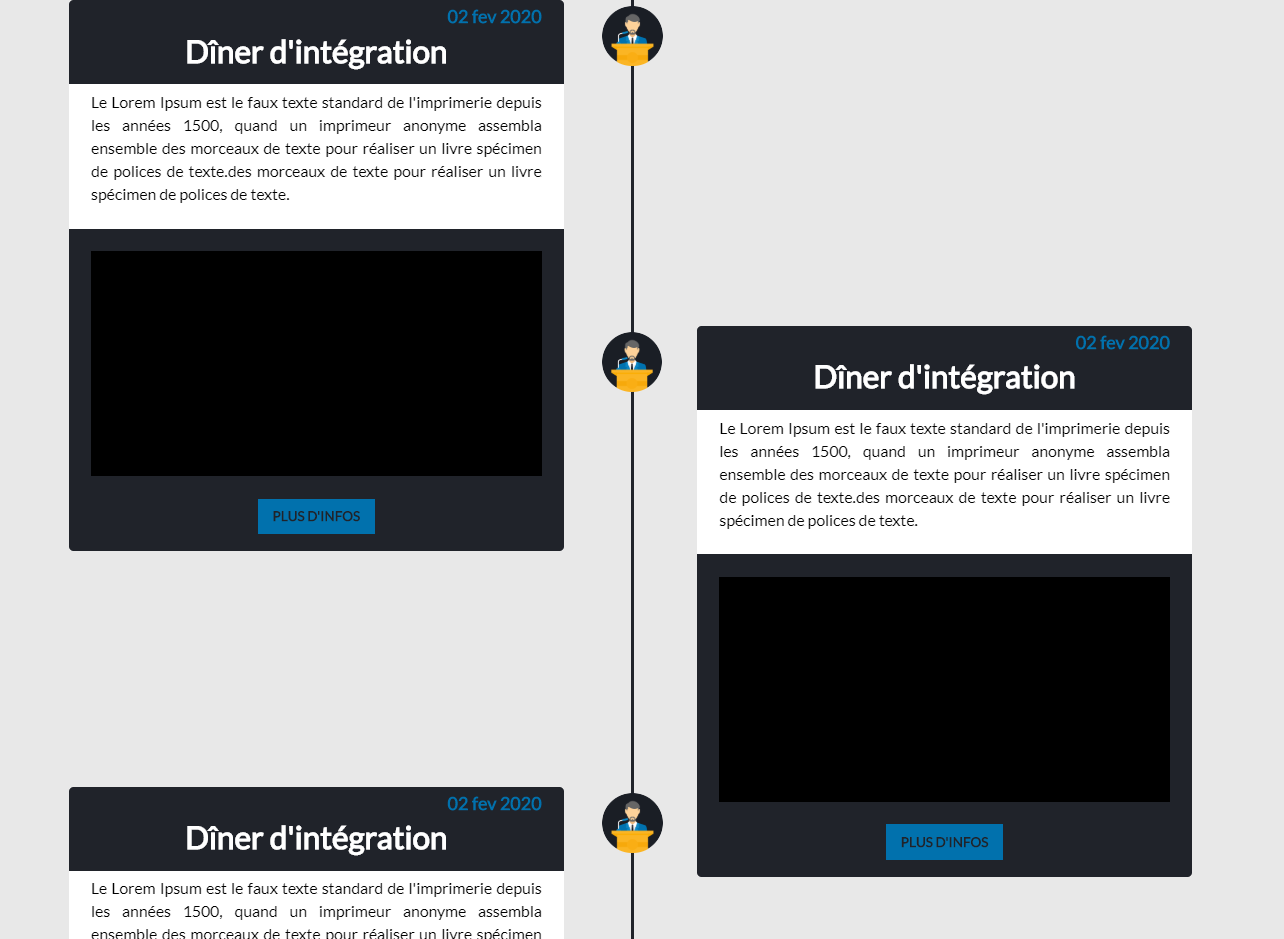 02 fev 2020
Dîner d'intégration
Le Lorem Ipsum est le faux texte standard de l'imprimerie depuis
les années 1500, quand un imprimeur anonyme assembla
ensemble des morceaux de texte pour réaliser un livre spécimen
de polices de texte.des morceaux de texte pour réaliser un livre
spécimen de polices de texte.
PLUS D'INFOS
02 fev 2020
Dîner d'intégration
Le Lorem Ipsum est le faux texte standard de l'imprimerie depuis
les années 1500, quand un imprimeur anonyme assembla
ensemble des morceaux de texte pour réaliser un livre spécimen
de polices de texte.des morceaux de texte pour réaliser un livre
spécimen de polices de texte.
PLUS D'INFOS
02 fev 2020
Dîner d'intégration
Le Lorem Ipsum est le faux texte standard de l'imprimerie depuis
les années 1500, quand un imprimeur anonyme assembla
ensemble des morceaux de texte pour réaliser un livre spécimen